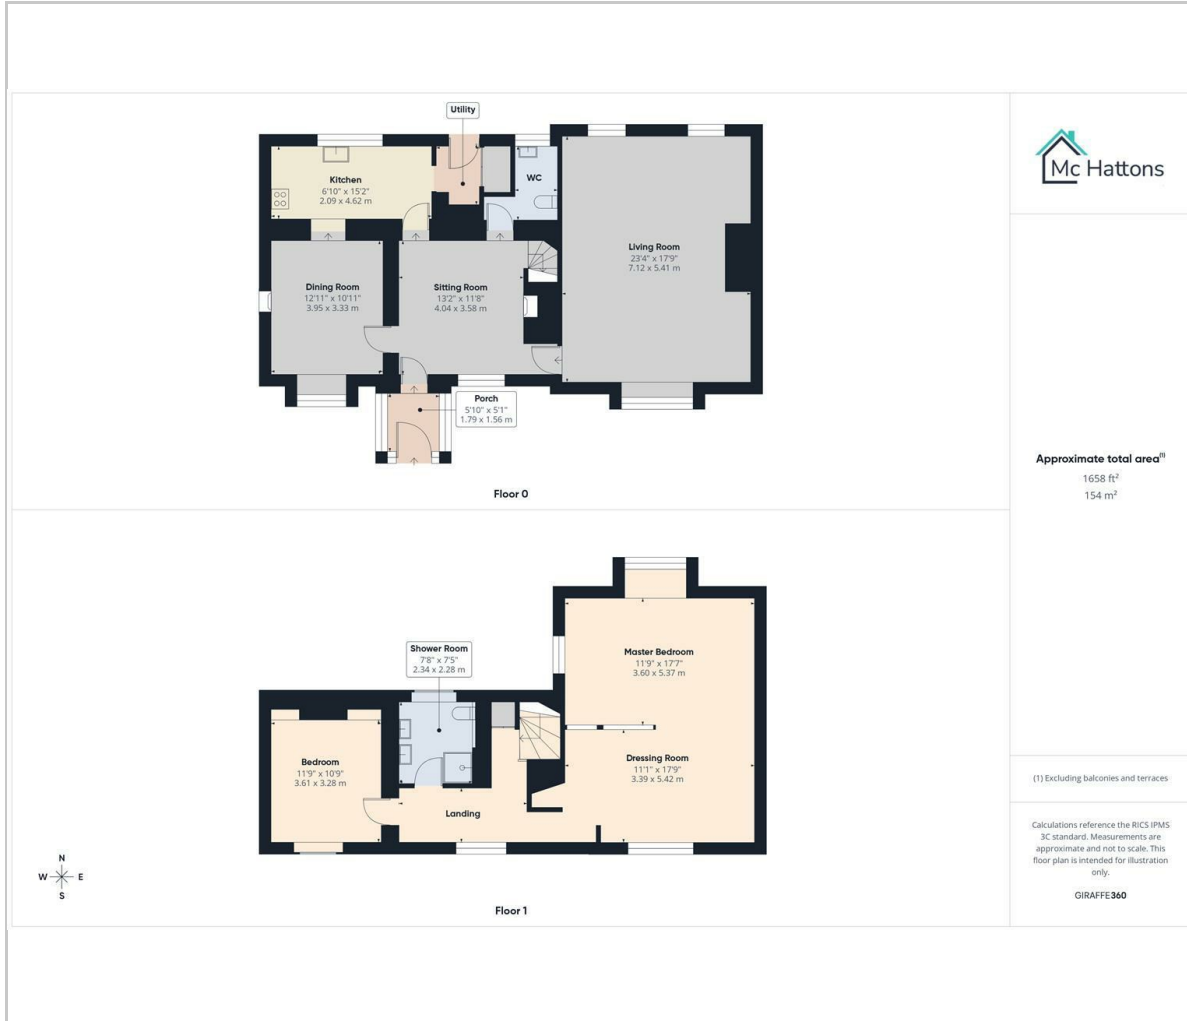 Utility
Kitchen
6'10" x 15'2"
2.09 x 4.62 m
WC
Living Room
23'4" x 17'9"
7.12 x 5.41 m
Dining Room
12'11" x 10'11"
3.95 x 3.33 m
Sitting Room
13'2" x 11'8"
4.04 x 3.58 m
Porch
5'10" x 5'1"
1.79 x 1.56 m
Floor 0
Shower Room
7'8" x 7'5"
2.34 x 2.28 m
Master Bedroom
11'9" x 17'7"
3.60 x 5.37 m
Bedroom
11'9" x 10'9"
3.61 x 3.28 m
Dressing Room
11'1" x 17'9"
3.39 x 5.42 m
Landing
N
W E
S
Floor 1
Mc Hattons
Approximate total area(1)
1658 ft²
154 m²
(1) Excluding balconies and terraces
Calculations reference the RICS IPMS
3C standard. Measurements are
approximate and not to scale. This
floor plan is intended for illustration
only.
GIRAFFE360